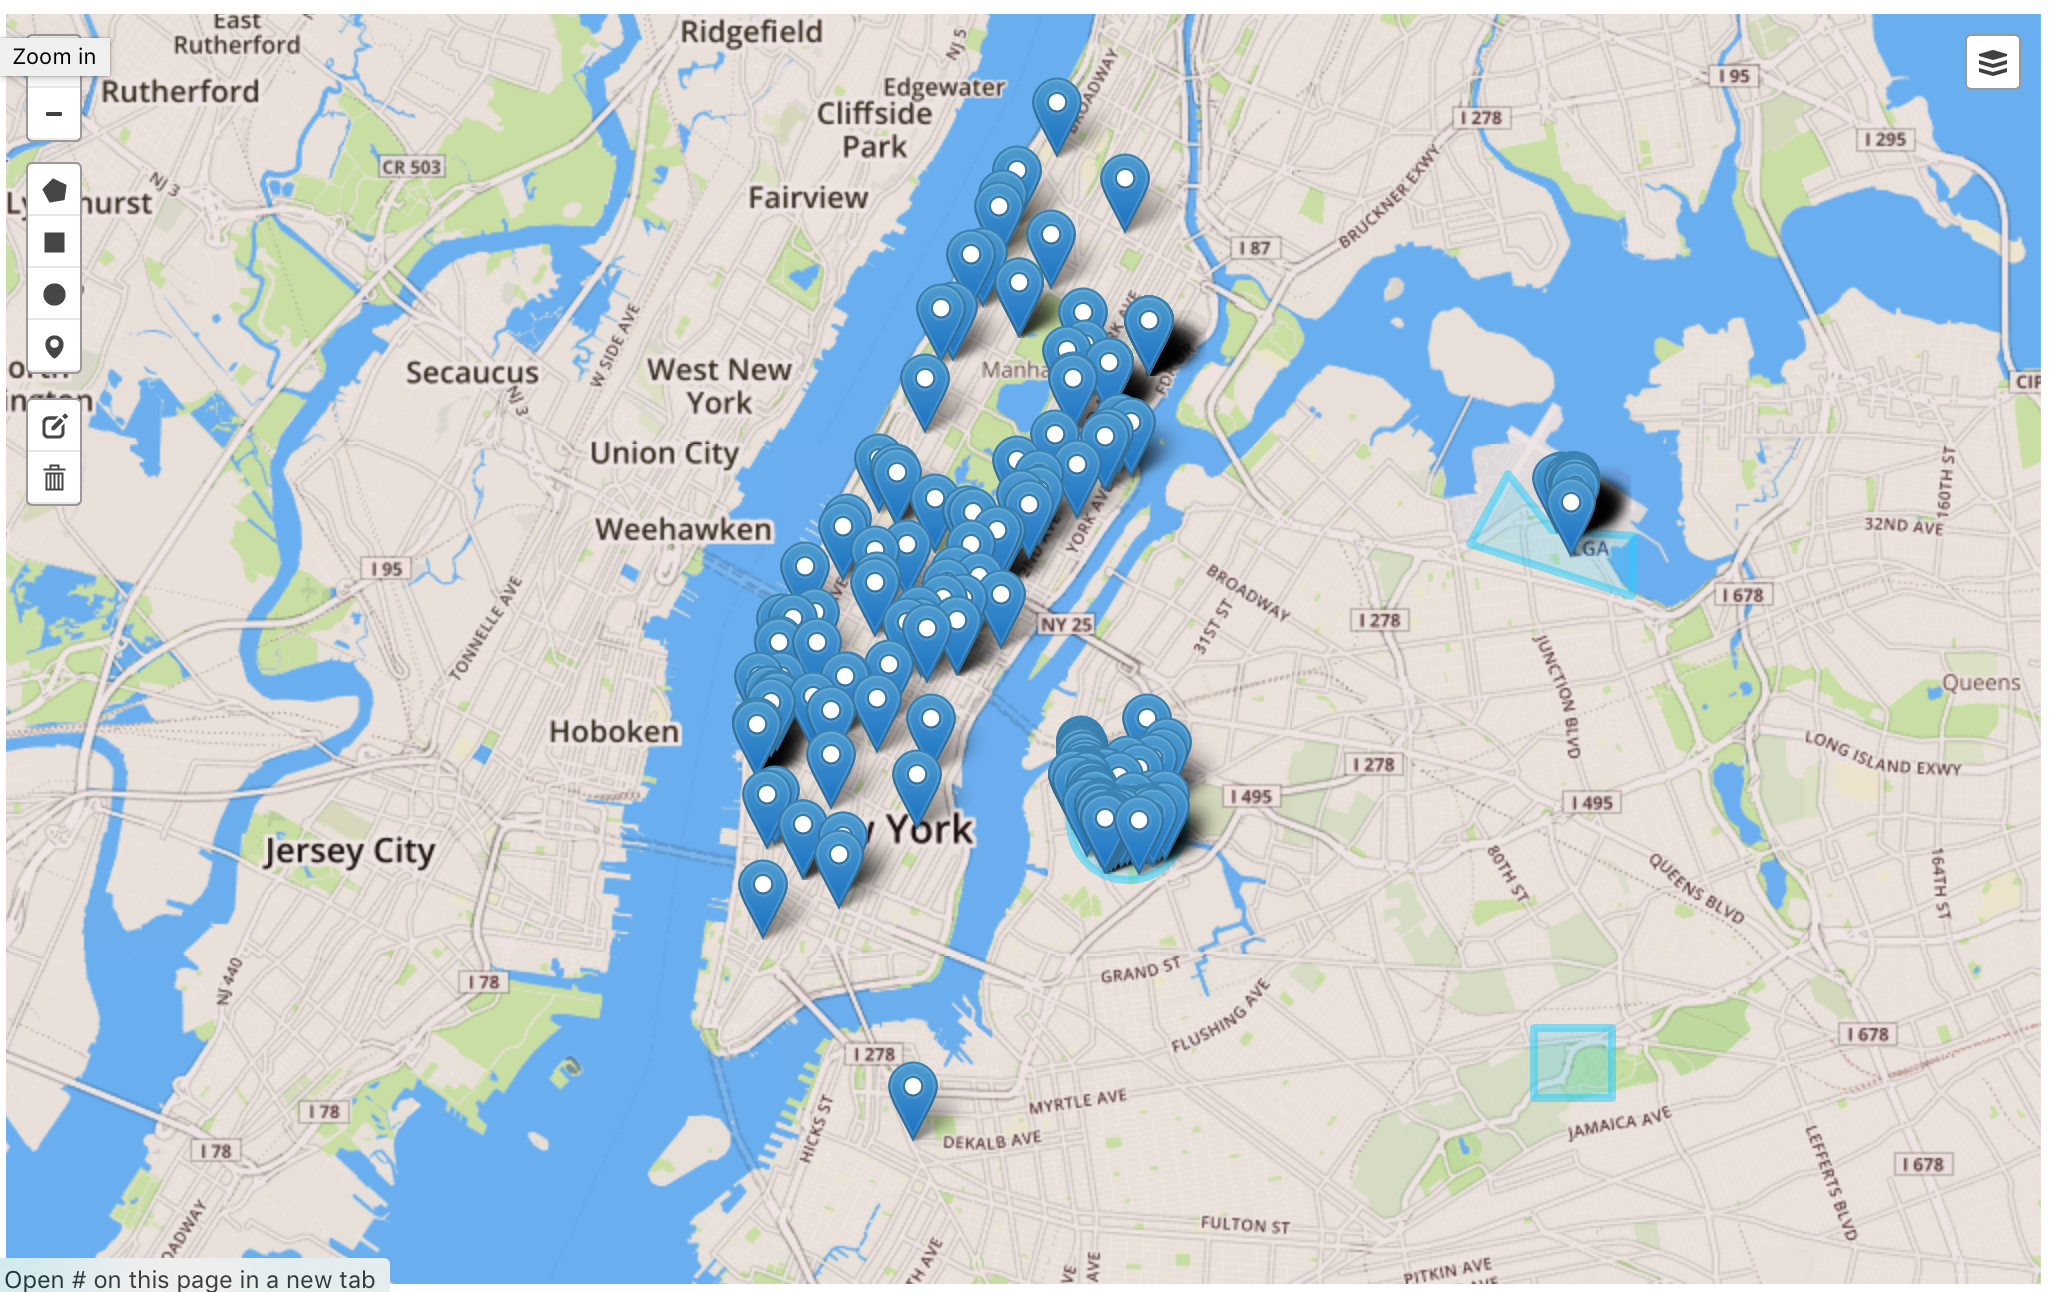 East
Rutherford
Ridgefield
NJ 5
BROADWAY
Zoom in
I 95
Rutherford
Edgewater
Cliffside
Park
I 278
I 295
CR 503
NJ 3
Fairview
BRUCKNER EXWY
I 87
W SIDE AVE
Secaucus
NJ 3
West New
York
Manha
CIP
Union City
160TH ST
32ND AVE
Weehawken
YORK AV
LGA
I 95
BROADWAY
I 678
TONNELLE AVE
NY 25
31ST ST
I 278
JUNCTION BLVD
Queens
Hoboken
LONG ISLAND EXWY
I 278
I 495
I 495
York
Jersey City
80TH ST
QUEENS BLVD
164TH ST
NJ 440
I 78
GRAND ST
FLUSHING AVE
I 278
I 678
I 78
HICKS ST
MYRTLE AVE
DEKALB AVE
JAMAICA AVE
I 78
LEFFERTS BLVD
I 678
OADWAY
FULTON ST
TH AVE
VE
AVE
PITKIN AVE
Open # on this page in a new tab